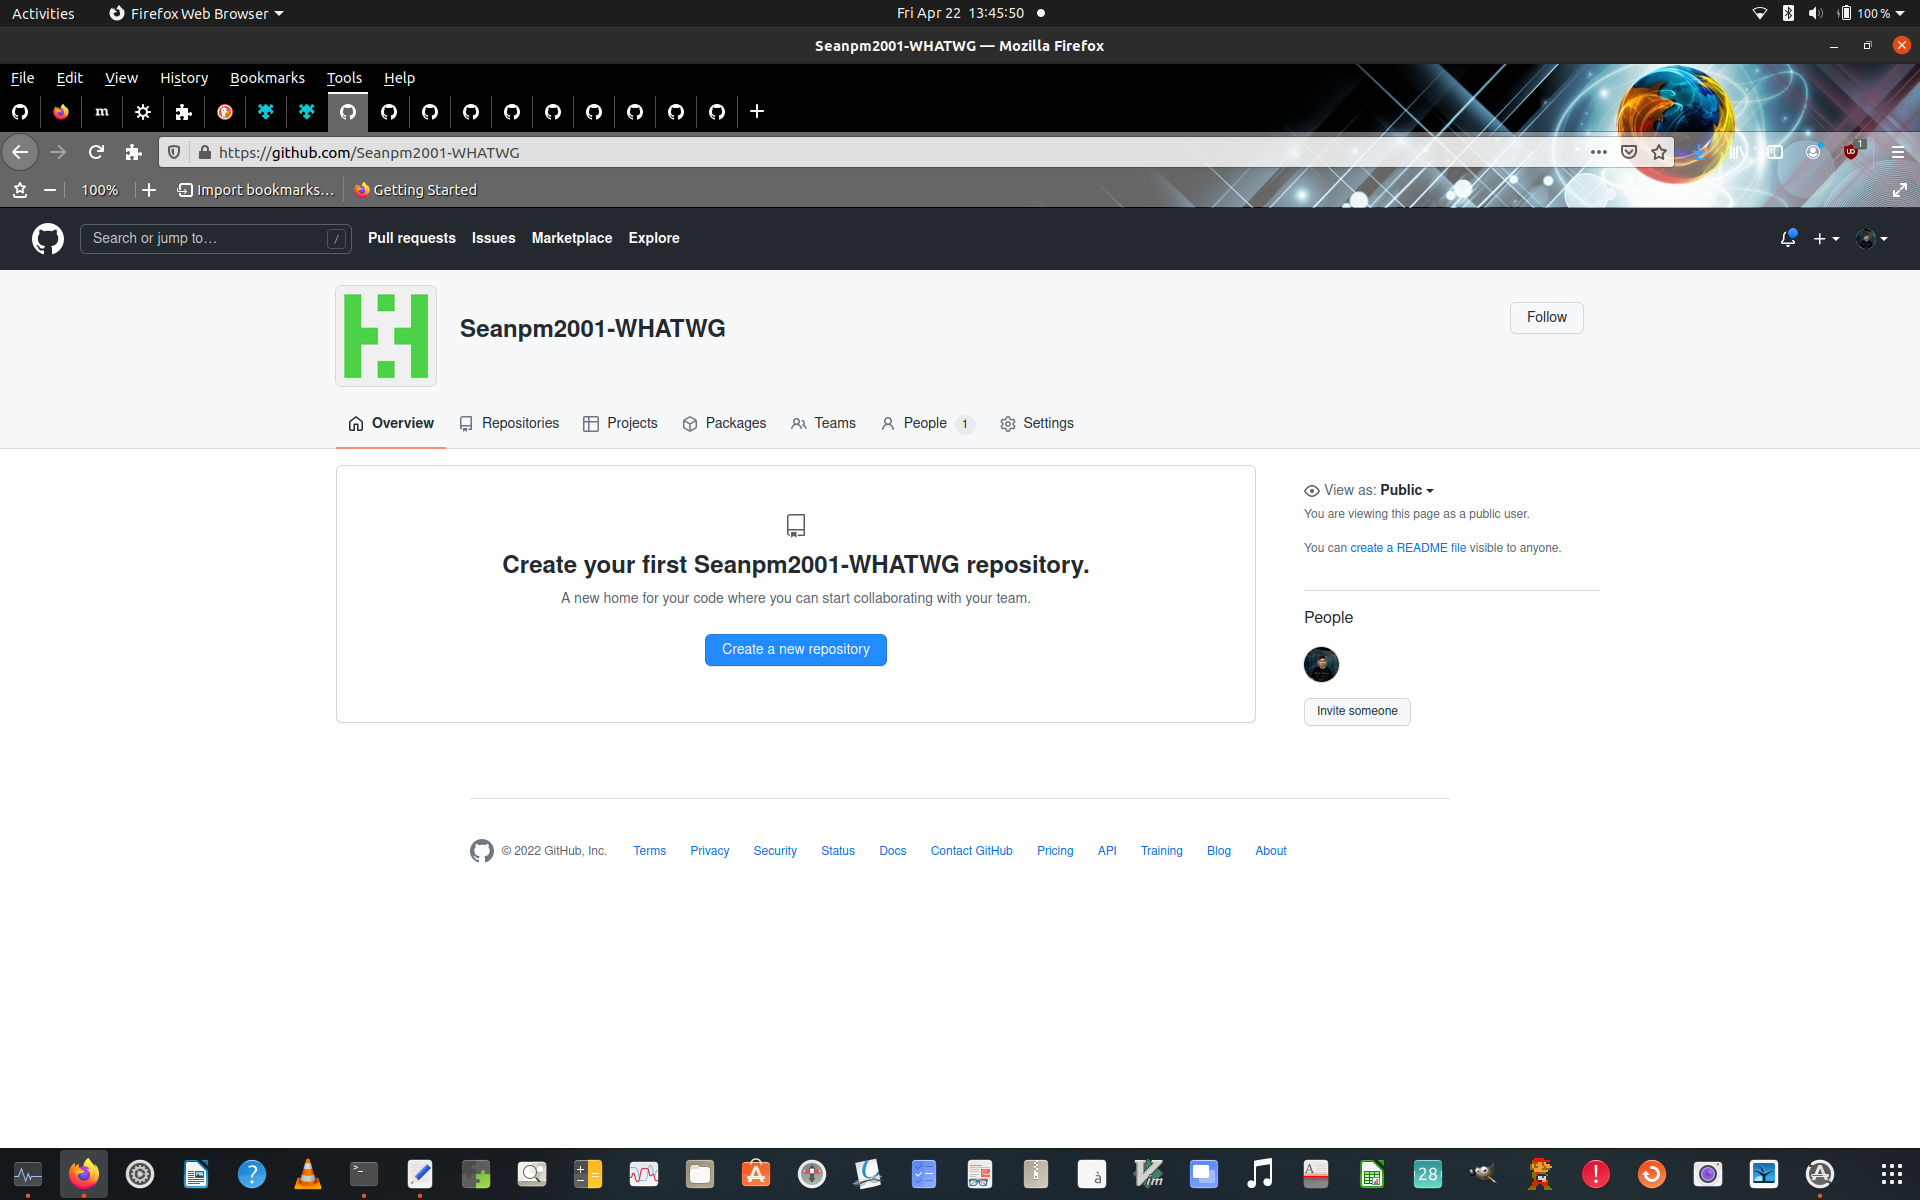 Activities Firefox Web Browser Fri Apr 22 13:45:50 100 %
Seanpm2001-WHATWG — Mozilla Firefox
File Edit View History Bookmarks Tools Help
m
https://github.com/Seanpm2001-WHATWG 1
100% Import bookmarks... Getting Started
Search or jump to... / Pull requests Issues Marketplace Explore
Seanpm2001-WHATWG
Follow
Overview Repositories Projects Packages Teams People 1 Settings
View as: Public
You are viewing this page as a public user.
You can create a README file visible to anyone.
Create your first Seanpm2001-WHATWG repository.
A new home for your code where you can start collaborating with your team.
Create a new repository
People
Invite someone
© 2022 GitHub, Inc. Terms Privacy Security Status Docs Contact GitHub Pricing API Training Blog About
? >_ à Vim A 28 !